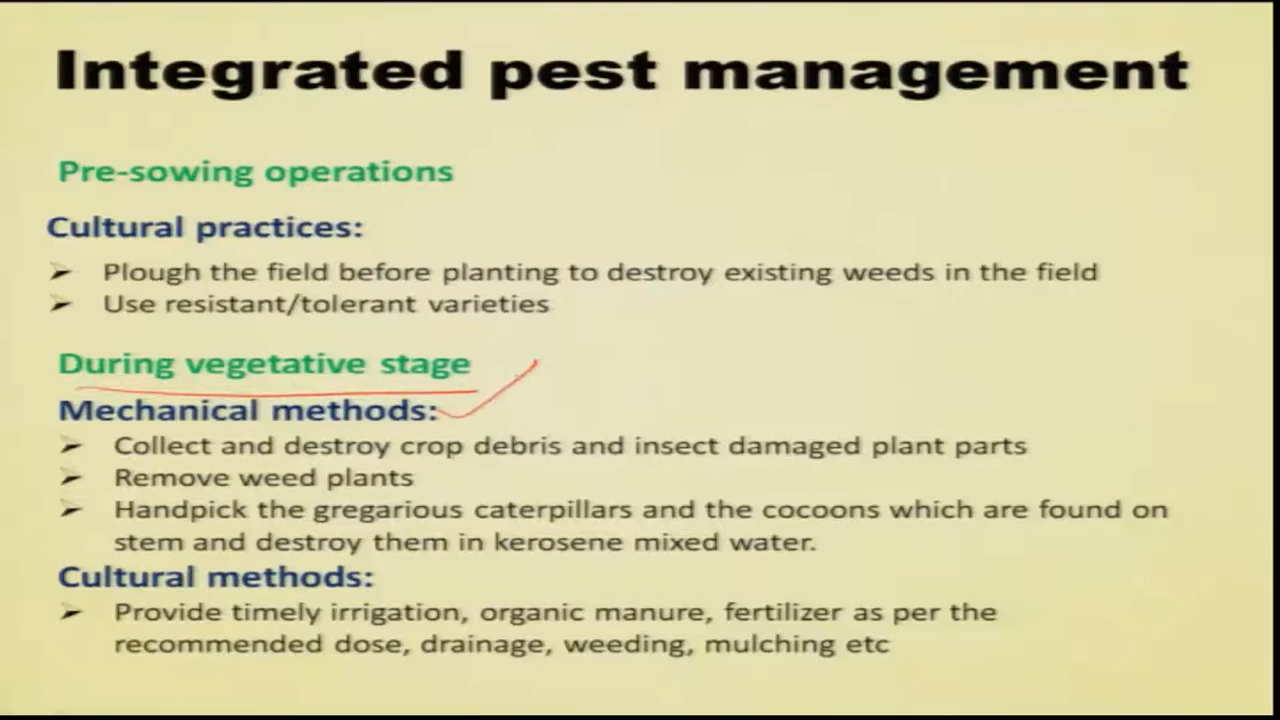 Integrated pest management
Pre-sowing operations
Cultural practices:
➢ Plough the field before planting to destroy existing weeds in the field
➢ Use resistant/tolerant varieties
During vegetative stage
Mechanical methods:
➢ Collect and destroy crop debris and insect damaged plant parts
➢ Remove weed plants
➢ Handpick the gregarious caterpillars and the cocoons which are found on
stem and destroy them in kerosene mixed water.
Cultural methods:
➢ Provide timely irrigation, organic manure, fertilizer as per the
recommended dose, drainage, weeding, mulching etc